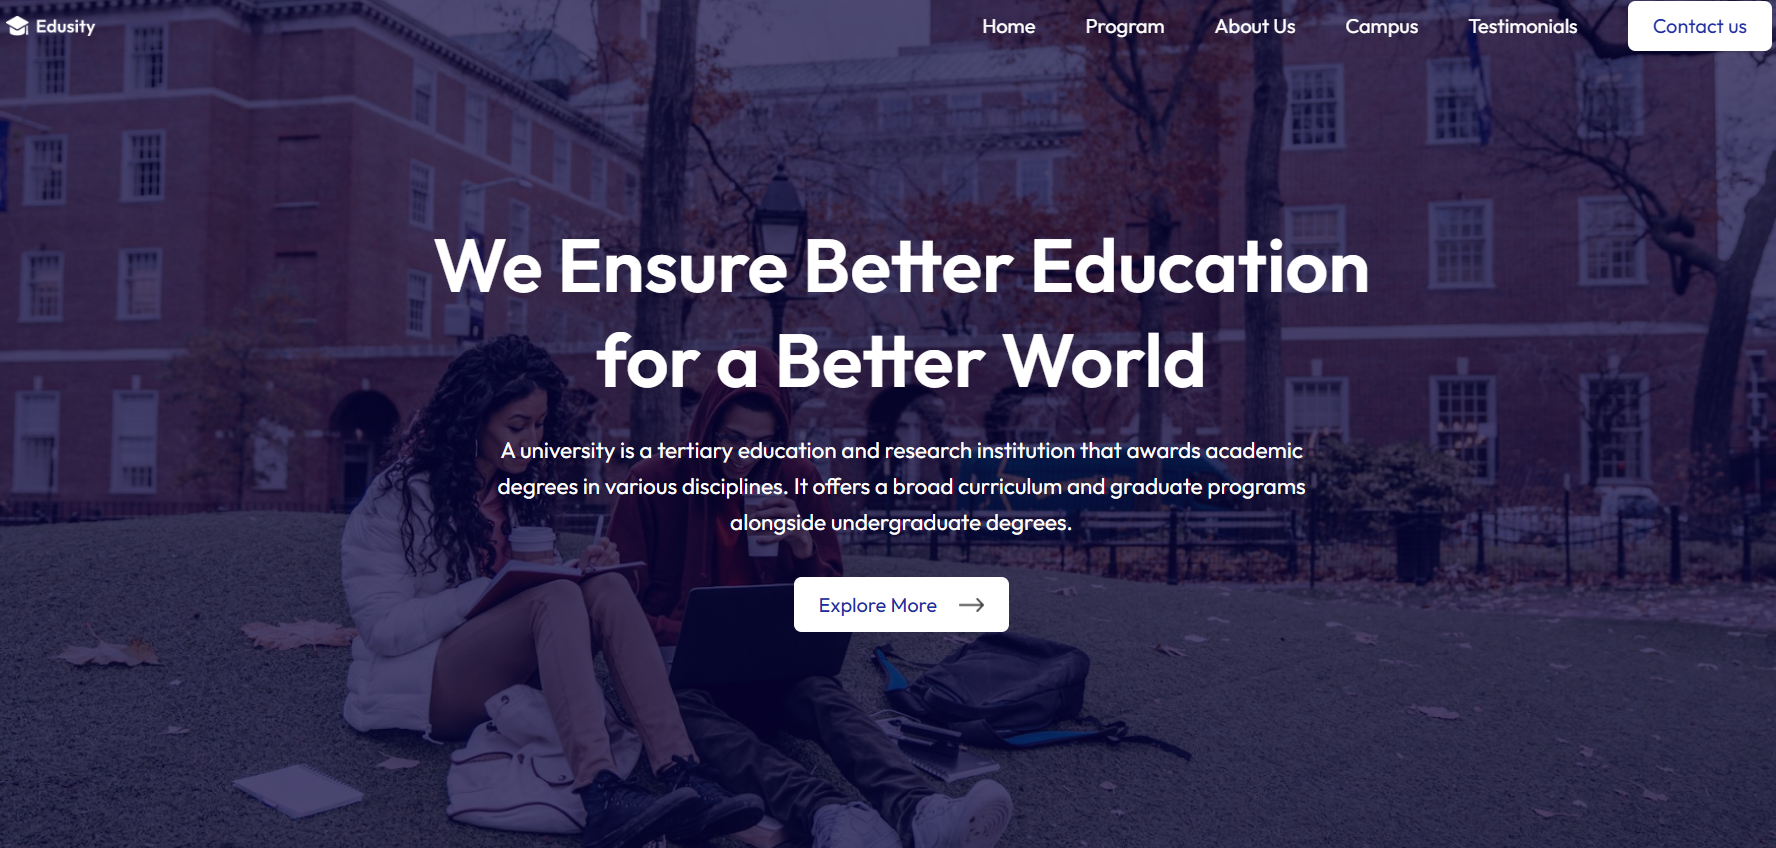 Edusity
Home
Program
About Us
Campus
Testimonials
Contact us
We Ensure Better Education
for a Better World
A university is a tertiary education and research institution that awards academic
degrees in various disciplines. It offers a broad curriculum and graduate programs
alongside undergraduate degrees.
Explore More